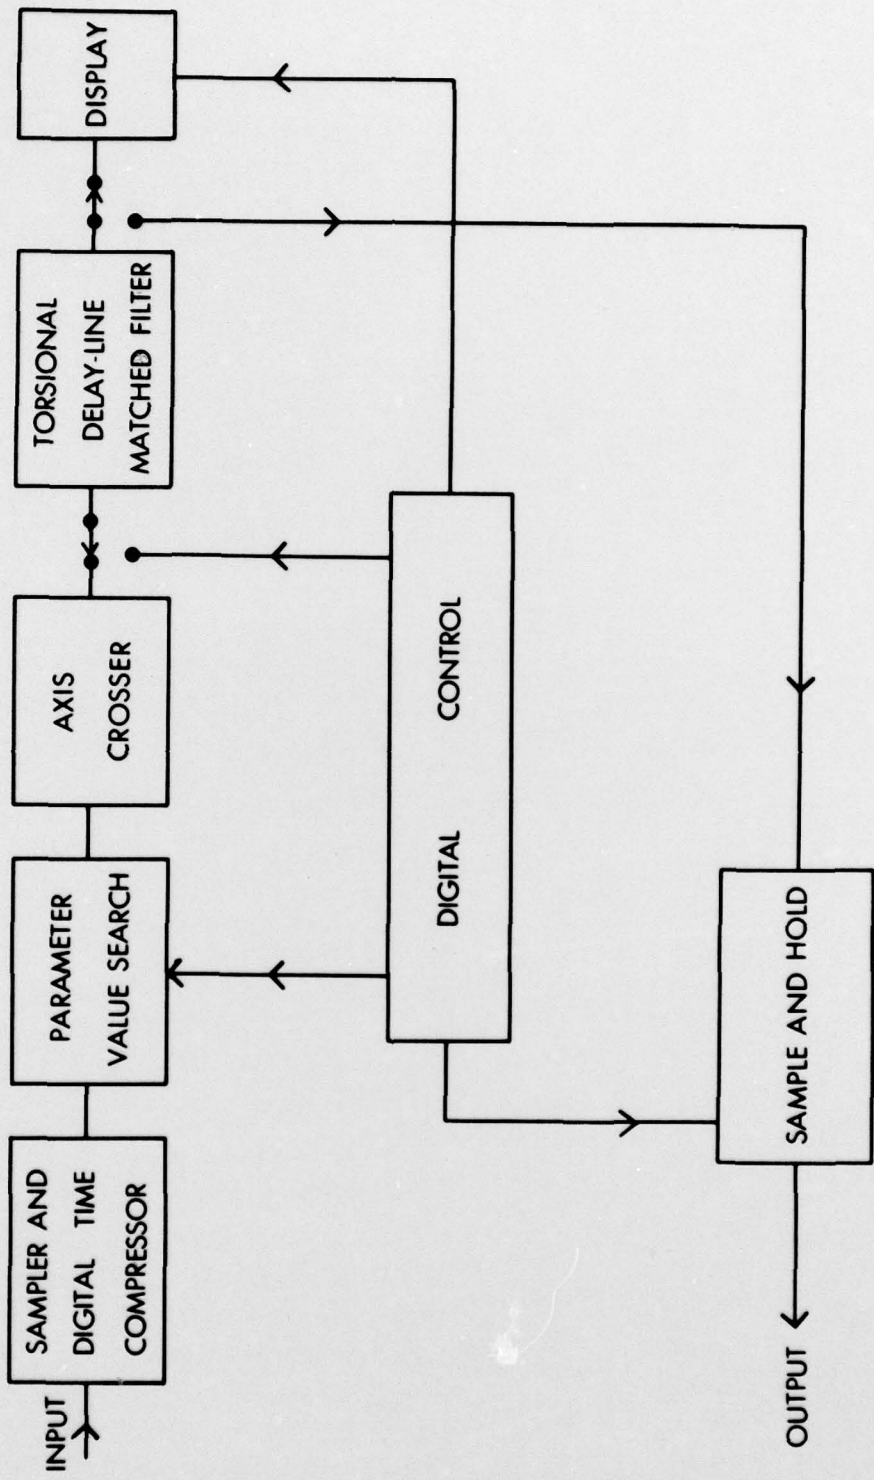 INPUT
SAMPLER AND
DIGITAL TIME
COMPRESSOR
PARAMETER
VALUE SEARCH
AXIS
CROSSER
TORSIONAL
DELAY-LINE
MATCHED FILTER
DISPLAY
DIGITAL CONTROL
OUTPUT
SAMPLE AND HOLD